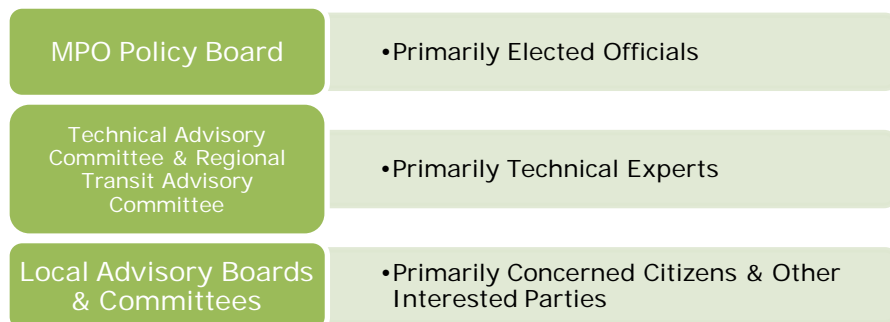 MPO Policy Board
•Primarily Elected Officials
Technical Advisory
Committee & Regional
Transit Advisory
Committee
•Primarily Technical Experts
Local Advisory Boards
& Committees
•Primarily Concerned Citizens & Other
Interested Parties